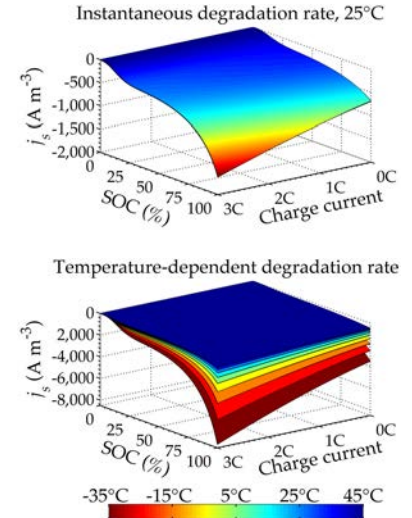 Instantaneous degradation rate, 25°C
0
-500
-1,000
-1,500
-2,000
j_s (A m⁻³)
0 25 50 75 100
SOC (%)
3C 2C 1C 0C
Charge current
Temperature-dependent degradation rate
0
2,000
-4,000
-6,000
-8,000
j_s (A m⁻³)
0 25 50 75 100
SOC (%)
3C 2C 1C 0C
Charge current
-35°C -15°C 5°C 25°C 45°C